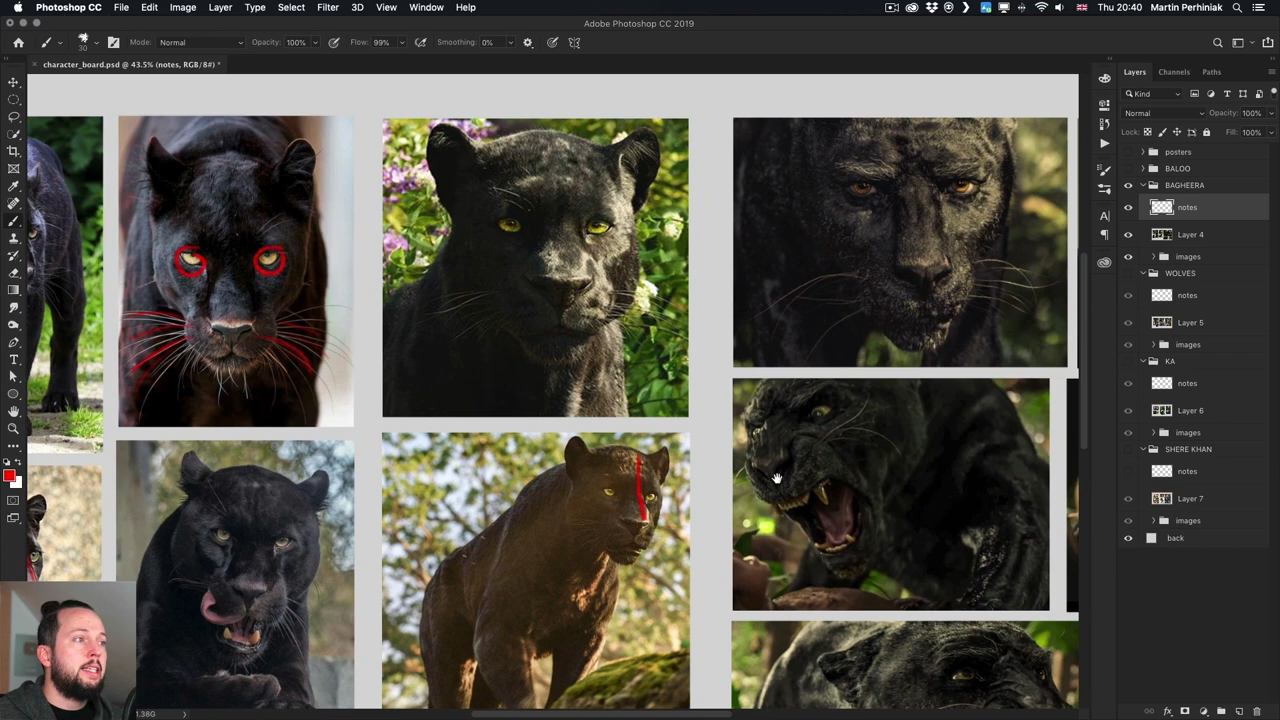 Photoshop CC File Edit Image Layer Type Select Filter 3D View Window Help Thu 20:40 Martin Perhiniak
Adobe Photoshop CC 2019
30 Mode: Normal Opacity: 100% Flow: 99% Smoothing: 0%
character_board.psd @ 43.5% (notes, RGB/8#) *
Layers Channels Paths
Kind
Normal Opacity: 100%
Lock: Fill: 100%
posters
BALOO
BAGHEERA
notes
Layer 4
images
WOLVES
notes
Layer 5
images
KA
notes
Layer 6
images
SHERE KHAN
notes
Layer 7
images
back
1.38G